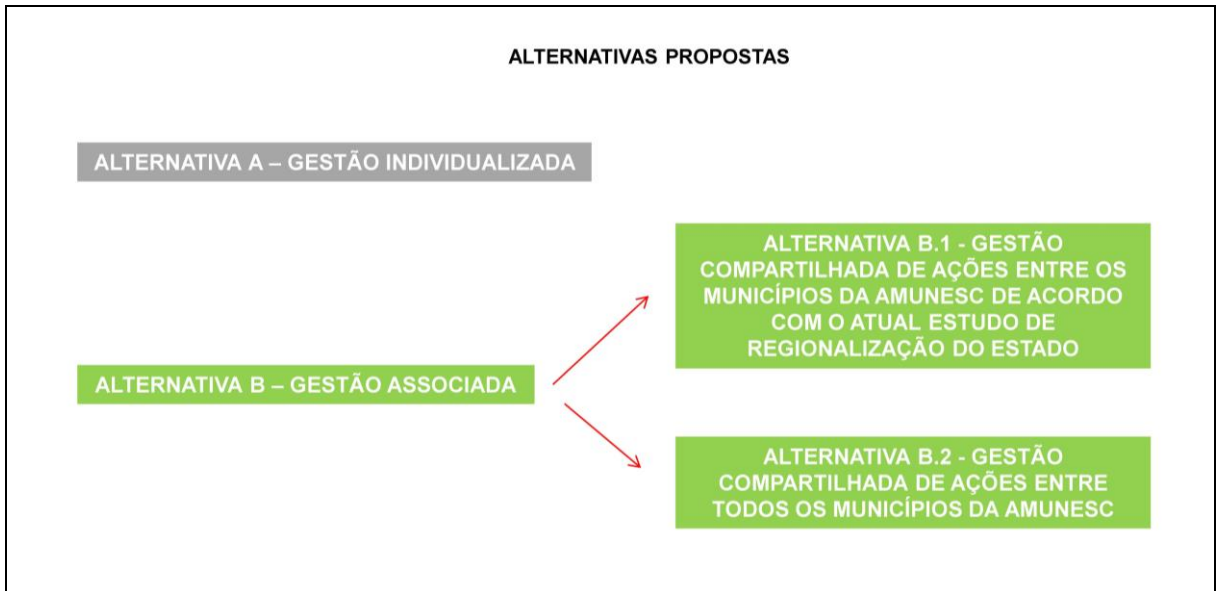 ALTERNATIVAS PROPOSTAS
ALTERNATIVA A – GESTÃO INDIVIDUALIZADA
ALTERNATIVA B – GESTÃO ASSOCIADA
ALTERNATIVA B.1 - GESTÃO
COMPARTILHADA DE AÇÕES ENTRE OS
MUNICÍPIOS DA AMUNESC DE ACORDO
COM O ATUAL ESTUDO DE
REGIONALIZAÇÃO DO ESTADO
ALTERNATIVA B.2 - GESTÃO
COMPARTILHADA DE AÇÕES ENTRE
TODOS OS MUNICÍPIOS DA AMUNESC